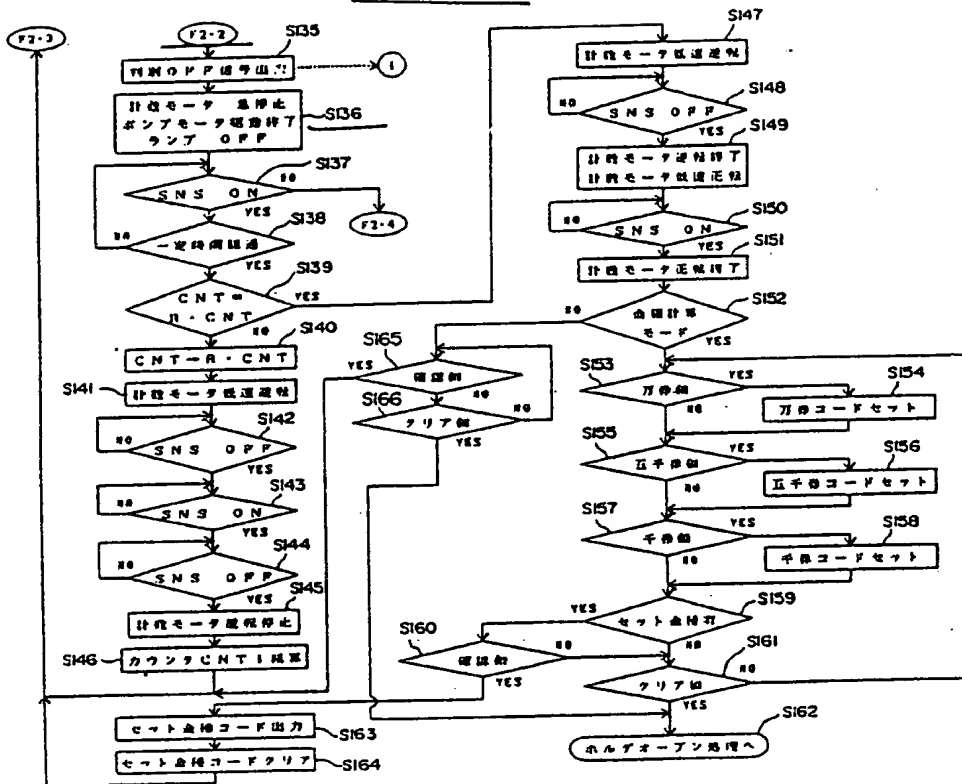 F2-3
F2-2
S135
判別OFF信号出力
1
計数モータ 急停止
ポンプモータ駆動終了
ランプ OFF
S136
S137
SNS ON
NO
YES
F2-4
S138
一定時間経過
NO
YES
S139
CNT=
R・CNT
YES
NO
S140
CNT→R・CNT
S141
計数モータ低速逆転
S142
SNS OFF
NO
YES
S143
SNS ON
NO
YES
S144
SNS OFF
NO
YES
S145
計数モータ逆転停止
S146
カウンタCNT1減算
S147
計数モータ低速逆転
S148
SNS OFF
NO
YES
S149
計数モータ逆転終了
計数モータ低速正転
S150
SNS ON
NO
YES
S151
計数モータ正転終了
S152
金額計算
モード
NO
YES
S165
YES
確認
NO
S166
クリア
NO
YES
S153
万券
YES
NO
S154
万券コードセット
S155
五千券
YES
NO
S156
五千券コードセット
S157
千券
YES
NO
S158
千券コードセット
S159
YES
セット金種有
NO
S160
確認
NO
YES
S161
クリア
NO
YES
S162
ホルダオープン処理へ
セット金種コード出力
S163
セット金種コードクリア
S164